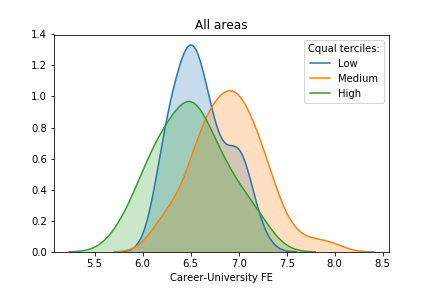 All areas
1.4
1.2
1.0
0.8
0.6
0.4
0.2
0.0
Cqual terciles:
Low
Medium
High
5.5 6.0 6.5 7.0 7.5 8.0 8.5
Career-University FE